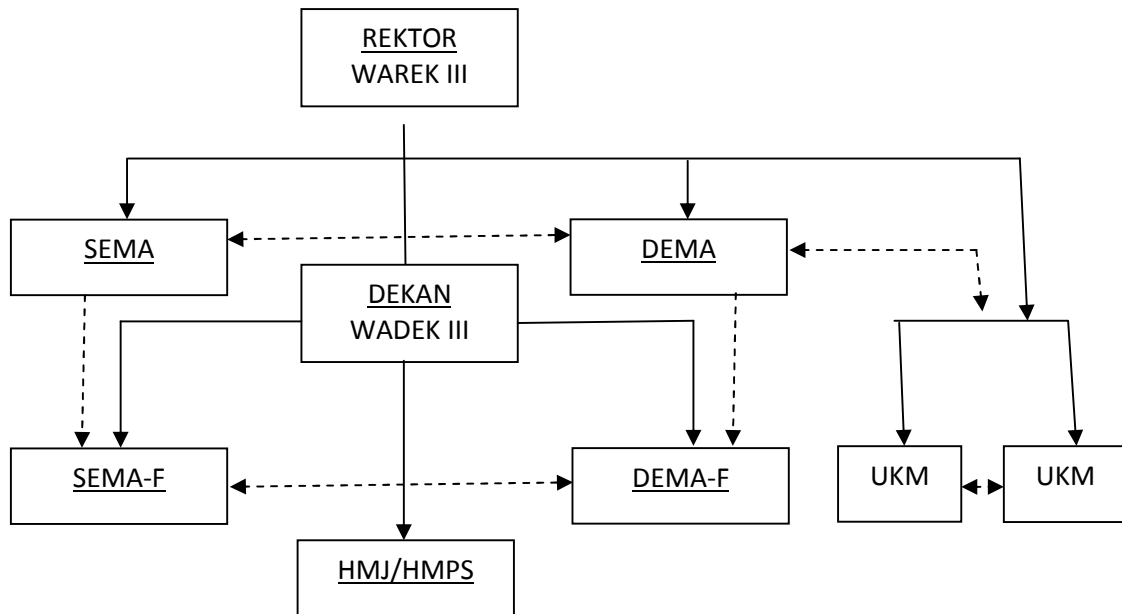 REKTOR
WAREK III
SEMA
DEMA
DEKAN
WADEK III
SEMA-F
DEMA-F
UKM
UKM
HMJ/HMPS